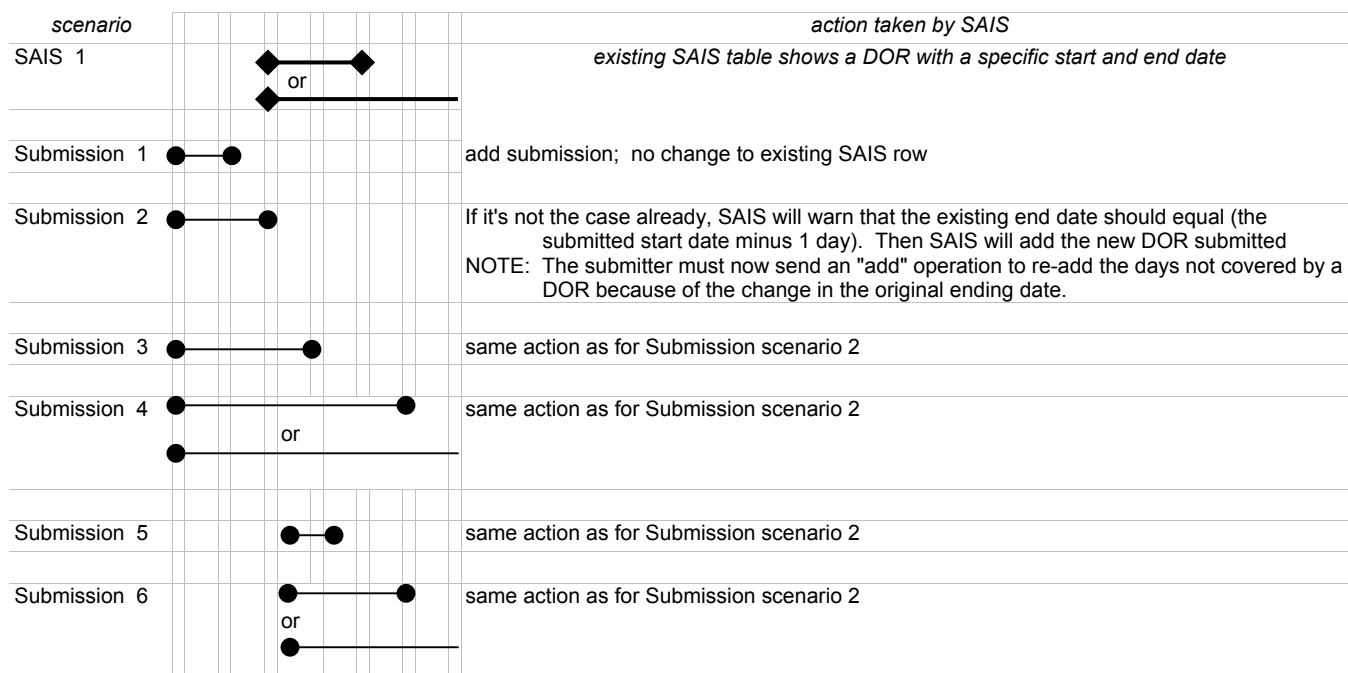 scenario action taken by SAIS
SAIS 1 existing SAIS table shows a DOR with a specific start and end date
or
Submission 1 add submission; no change to existing SAIS row
Submission 2 If it's not the case already, SAIS will warn that the existing end date should equal (the
submitted start date minus 1 day). Then SAIS will add the new DOR submitted
NOTE: The submitter must now send an "add" operation to re-add the days not covered by a
DOR because of the change in the original ending date.
Submission 3 same action as for Submission scenario 2
Submission 4 same action as for Submission scenario 2
or
Submission 5 same action as for Submission scenario 2
Submission 6 same action as for Submission scenario 2
or